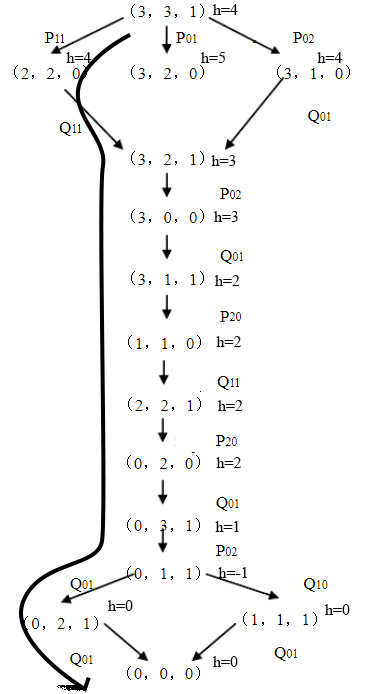 (3, 3, 1) h=4
P11 P01 P02
h=4 h=5 h=4
(2, 2, 0) (3, 2, 0) (3, 1, 0)
Q11 Q01
(3, 2, 1) h=3
P02
(3, 0, 0) h=3
Q01
(3, 1, 1) h=2
P20
(1, 1, 0) h=2
Q11
(2, 2, 1) h=2
P20
(0, 2, 0) h=2
Q01
(0, 3, 1) h=1
P02
(0, 1, 1) h=-1
Q01 Q10
h=0 h=0
(0, 2, 1) (1, 1, 1)
Q01 Q01
(0, 0, 0) h=0